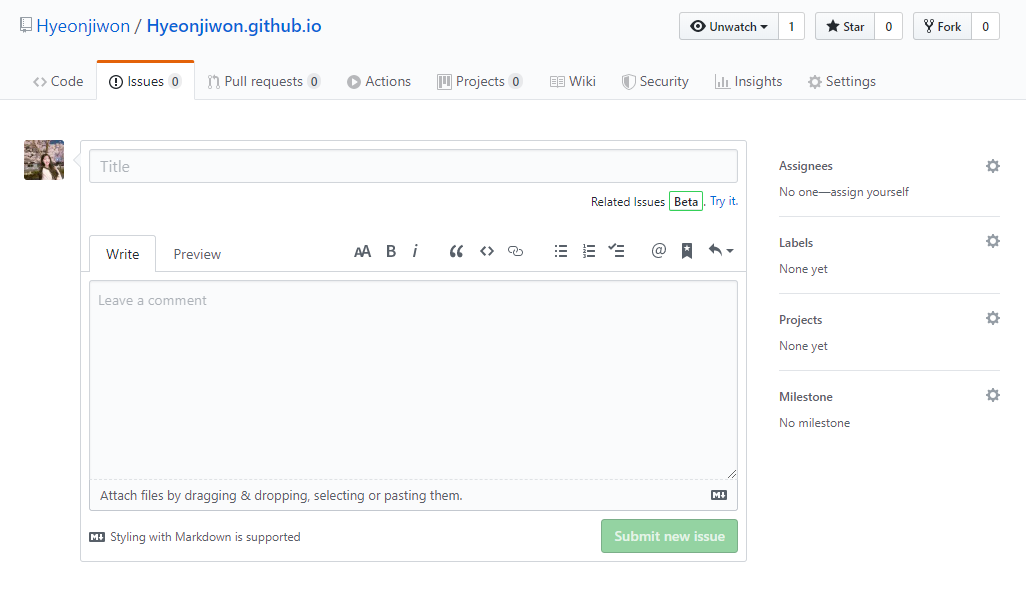 Hyeonjiwon / Hyeonjiwon.github.io
Unwatch 1 Star 0 Fork 0
Code Issues 0 Pull requests 0 Actions Projects 0 Wiki Security Insights Settings
Title
Related Issues Beta. Try it.
Write Preview AA B i @
Leave a comment
Attach files by dragging & dropping, selecting or pasting them.
Styling with Markdown is supported
Submit new issue
Assignees
No one—assign yourself
Labels
None yet
Projects
None yet
Milestone
No milestone